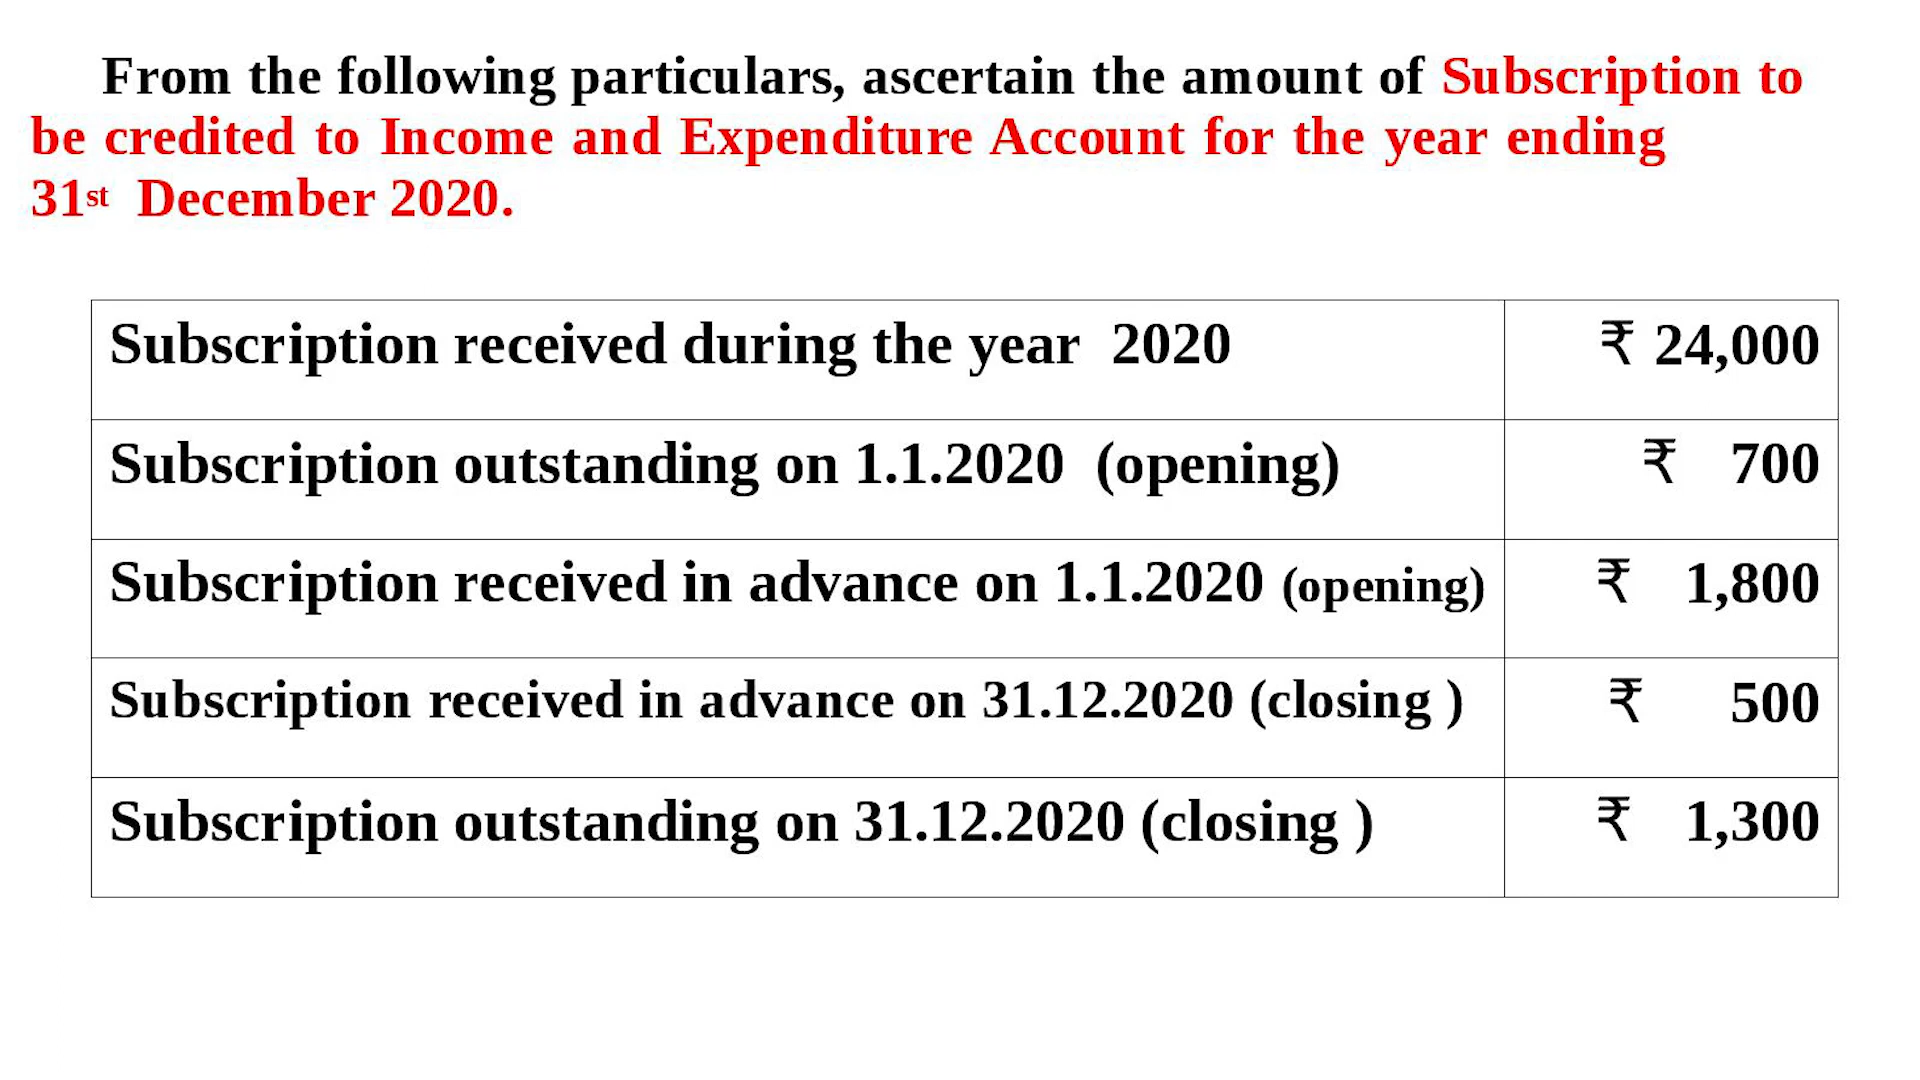 From the following particulars, ascertain the amount of Subscription to
be credited to Income and Expenditure Account for the year ending
31st December 2020.
Subscription received during the year 2020 ₹ 24,000
Subscription outstanding on 1.1.2020 (opening) ₹ 700
Subscription received in advance on 1.1.2020 (opening) ₹ 1,800
Subscription received in advance on 31.12.2020 (closing ) ₹ 500
Subscription outstanding on 31.12.2020 (closing ) ₹ 1,300